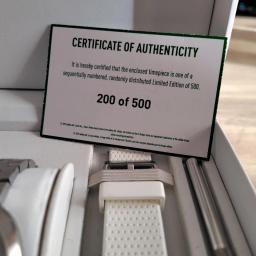 CERTIFICATE OF AUTHENTICITY
It is hereby certified that the enclosed timepiece is one of a
sequentially numbered, randomly distributed Limited Edition of 500.
200 of 500